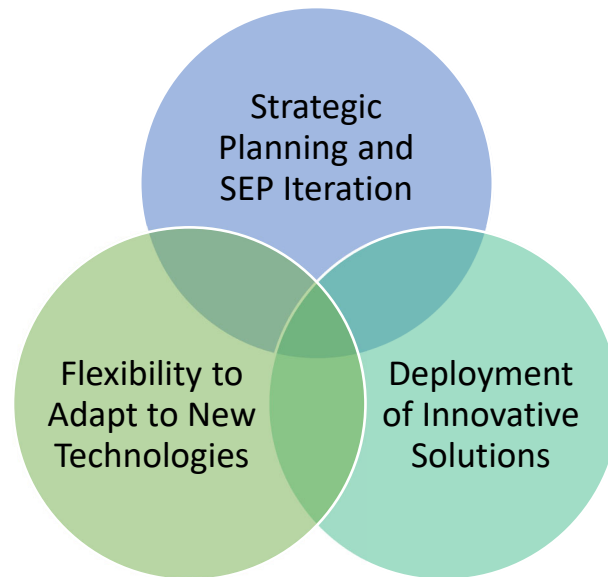 Strategic
Planning and
SEP Iteration
Flexibility to
Adapt to New
Technologies
Deployment
of Innovative
Solutions